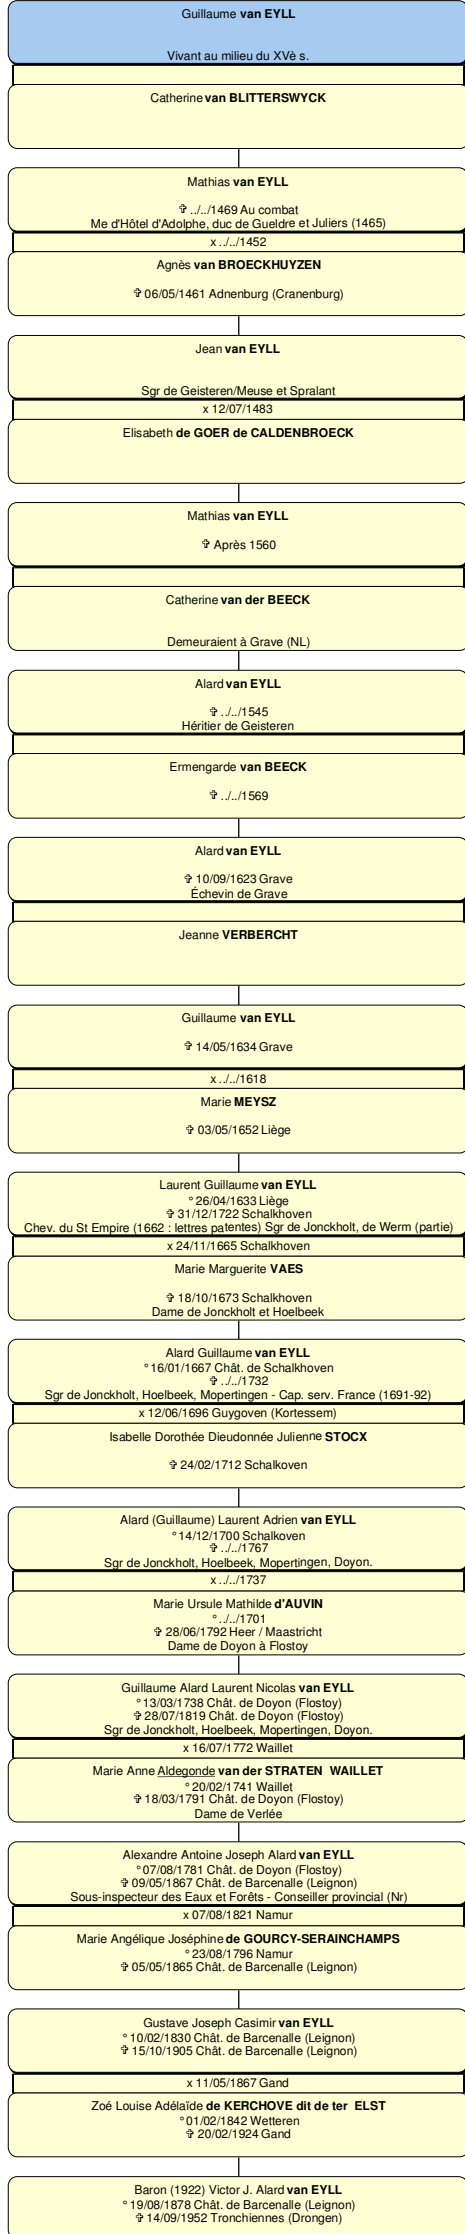 Guillaume van EYLL
Vivant au milieu du XVè s.
Catherine van BLITTERSWYCK
Mathias van EYLL
✞ ../../1469 Au combat
Me d'Hôtel d'Adolphe, duc de Gueldre et Juliers (1465)
x ../../1452
Agnès van BROECKHUYZEN
✞ 06/05/1461 Adnenburg (Cranenburg)
Jean van EYLL
Sgr de Geisteren/Meuse et Spralant
x 12/07/1483
Elisabeth de GOER de CALDENBROECK
Mathias van EYLL
✞ Après 1560
Catherine van der BEECK
Demeuraient à Grave (NL)
Alard van EYLL
✞ ../../1545
Héritier de Geisteren
Ermengarde van BEECK
✞ ../../1569
Alard van EYLL
✞ 10/09/1623 Grave
Échevin de Grave
Jeanne VERBERCHT
Guillaume van EYLL
✞ 14/05/1634 Grave
x ../../1618
Marie MEYSZ
✞ 03/05/1652 Liège
Laurent Guillaume van EYLL
° 26/04/1633 Liège
✞ 31/12/1722 Schalkhoven
Chev. du St Empire (1662 : lettres patentes) Sgr de Jonckholt, de Werm (partie)
x 24/11/1665 Schalkhoven
Marie Marguerite VAES
✞ 18/10/1673 Schalkhoven
Dame de Jonckholt et Hoelbeek
Alard Guillaume van EYLL
° 16/01/1667 Chât. de Schalkhoven
✞ ../../1732
Sgr de Jonckholt, Hoelbeek, Mopertingen - Cap. serv. France (1691-92)
x 12/06/1696 Guygoven (Kortessem)
Isabelle Dorothée Dieudonnée Julienne STOCX
✞ 24/02/1712 Schalkoven
Alard (Guillaume) Laurent Adrien van EYLL
° 14/12/1700 Schalkoven
✞ ../../1767
Sgr de Jonckholt, Hoelbeek, Mopertingen, Doyon.
x ../../1737
Marie Ursule Mathilde d'AUVIN
° ../../1701
✞ 28/06/1792 Heer / Maastricht
Dame de Doyon à Flostoy
Guillaume Alard Laurent Nicolas van EYLL
° 13/03/1738 Chât. de Doyon (Flostoy)
✞ 28/07/1819 Chât. de Doyon (Flostoy)
Sgr de Jonckholt, Hoelbeek, Mopertingen, Doyon.
x 16/07/1772 Waillet
Marie Anne Aldegonde van der STRATEN WAILLET
° 20/02/1741 Waillet
✞ 18/03/1791 Chât. de Doyon (Flostoy)
Dame de Verlée
Alexandre Antoine Joseph Alard van EYLL
° 07/08/1781 Chât. de Doyon (Flostoy)
✞ 09/05/1867 Chât. de Barcenalle (Leignon)
Sous-inspecteur des Eaux et Forêts - Conseiller provincial (Nr)
x 07/08/1821 Namur
Marie Angélique Joséphine de GOURCY-SERAINCHAMPS
° 23/08/1796 Namur
✞ 05/05/1865 Chât. de Barcenalle (Leignon)
Gustave Joseph Casimir van EYLL
° 10/02/1830 Chât. de Barcenalle (Leignon)
✞ 15/10/1905 Chât. de Barcenalle (Leignon)
x 11/05/1867 Gand
Zoé Louise Adélaïde de KERCHOVE dit de ter ELST
° 01/02/1842 Wetteren
✞ 20/02/1924 Gand
Baron (1922) Victor J. Alard van EYLL
° 19/08/1878 Chât. de Barcenalle (Leignon)
✞ 14/09/1952 Tronchiennes (Drongen)